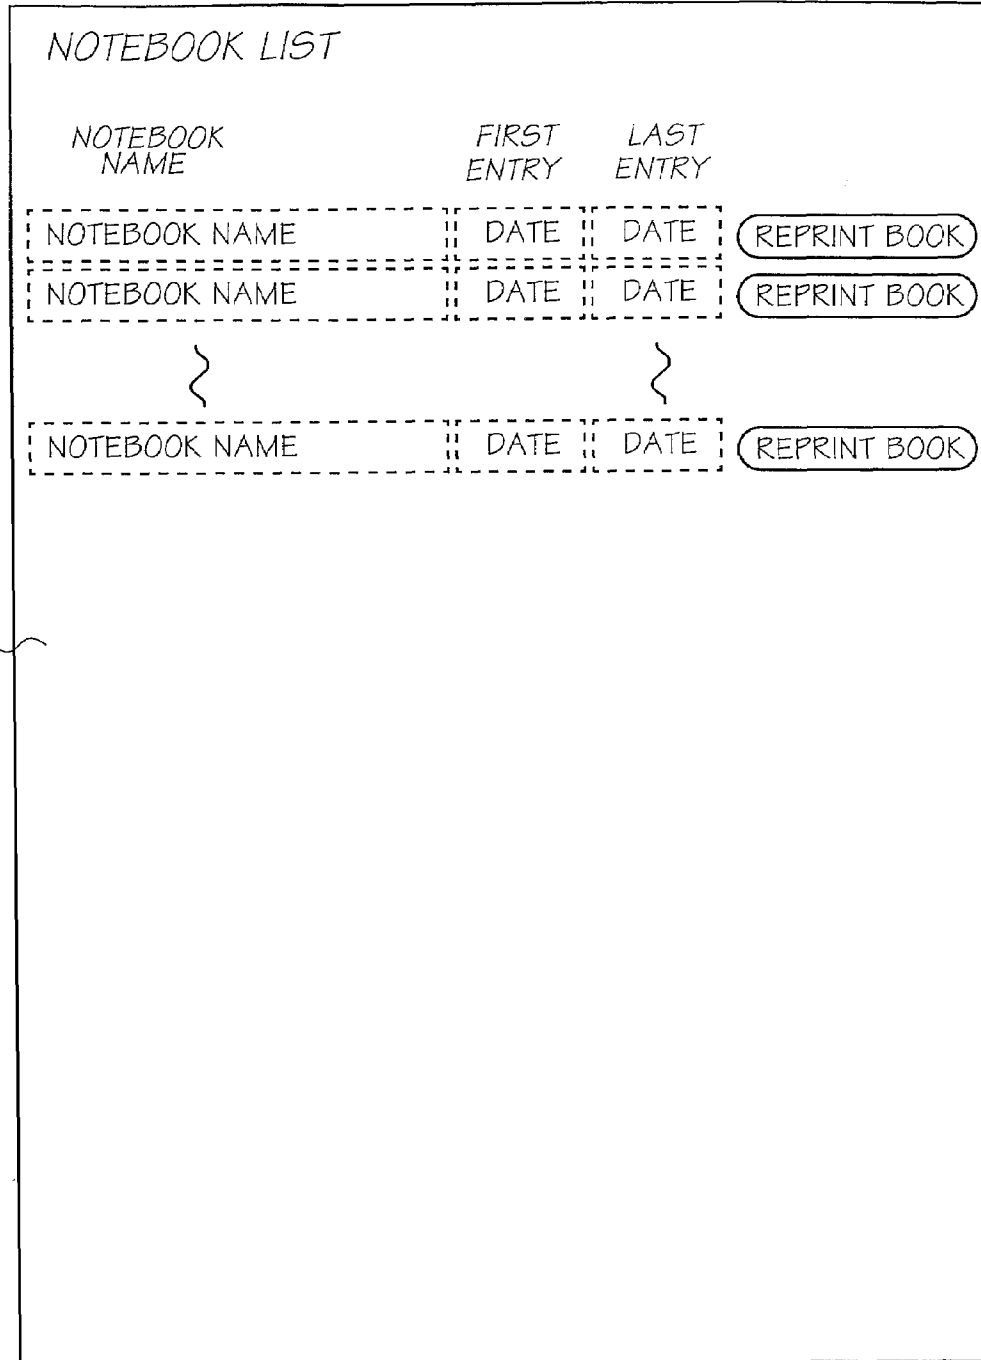 NOTEBOOK LIST
NOTEBOOK NAME
FIRST ENTRY
LAST ENTRY
NOTEBOOK NAME DATE DATE REPRINT BOOK
NOTEBOOK NAME DATE DATE REPRINT BOOK
NOTEBOOK NAME DATE DATE REPRINT BOOK